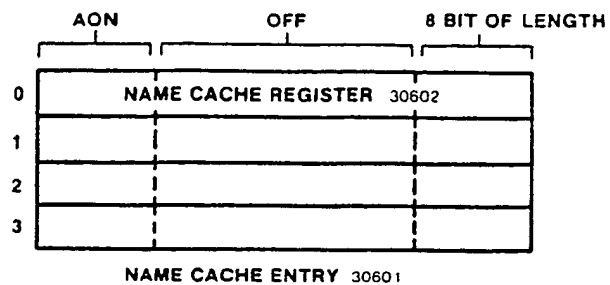 AON OFF 8 BIT OF LENGTH
0 NAME CACHE REGISTER 30602
1
2
3
NAME CACHE ENTRY 30601